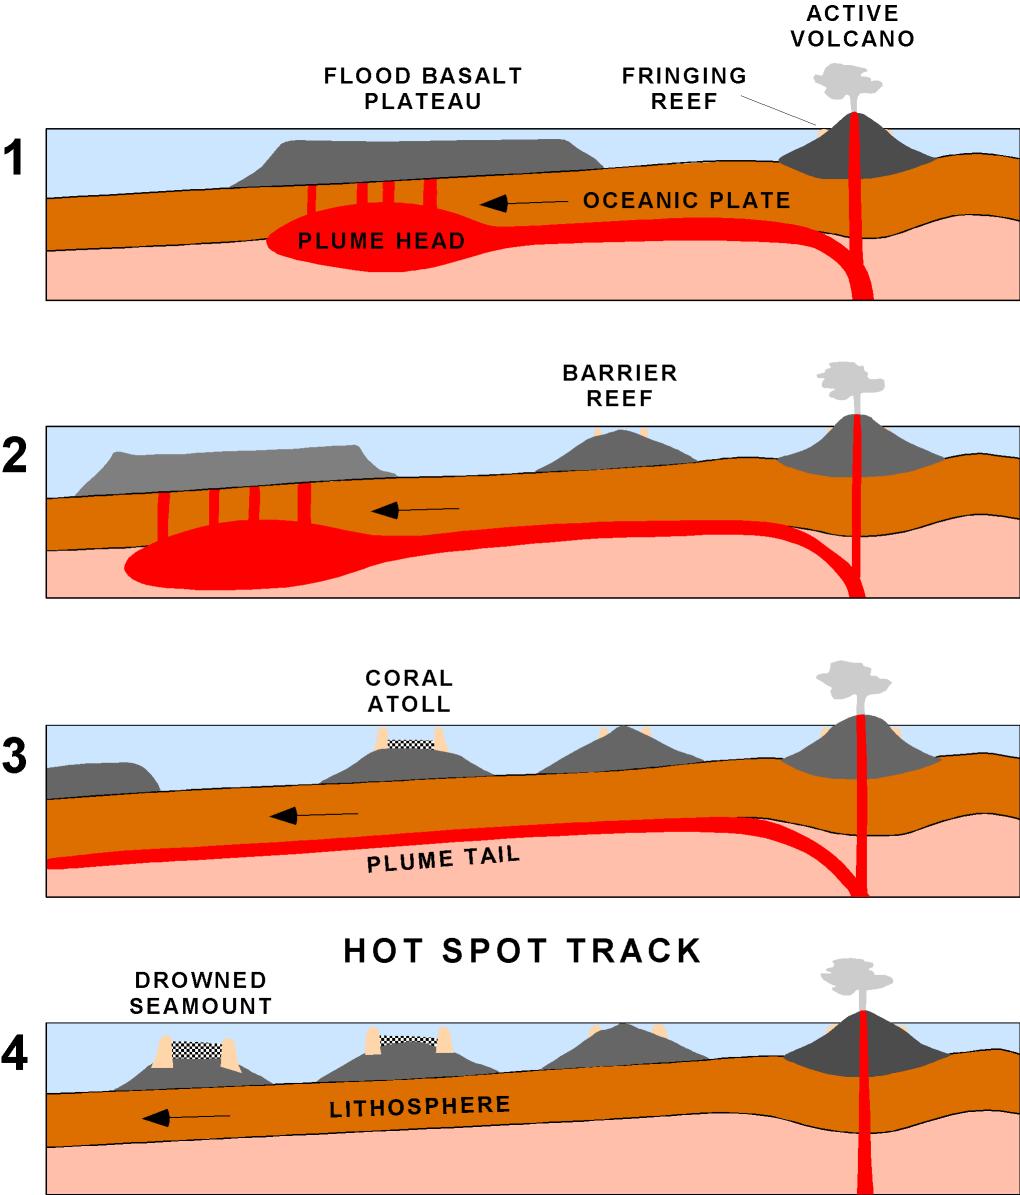 ACTIVE
VOLCANO
FLOOD BASALT
PLATEAU
FRINGING
REEF
1
OCEANIC PLATE
PLUME HEAD
BARRIER
REEF
2
CORAL
ATOLL
3
PLUME TAIL
HOT SPOT TRACK
DROWNED
SEAMOUNT
4
LITHOSPHERE